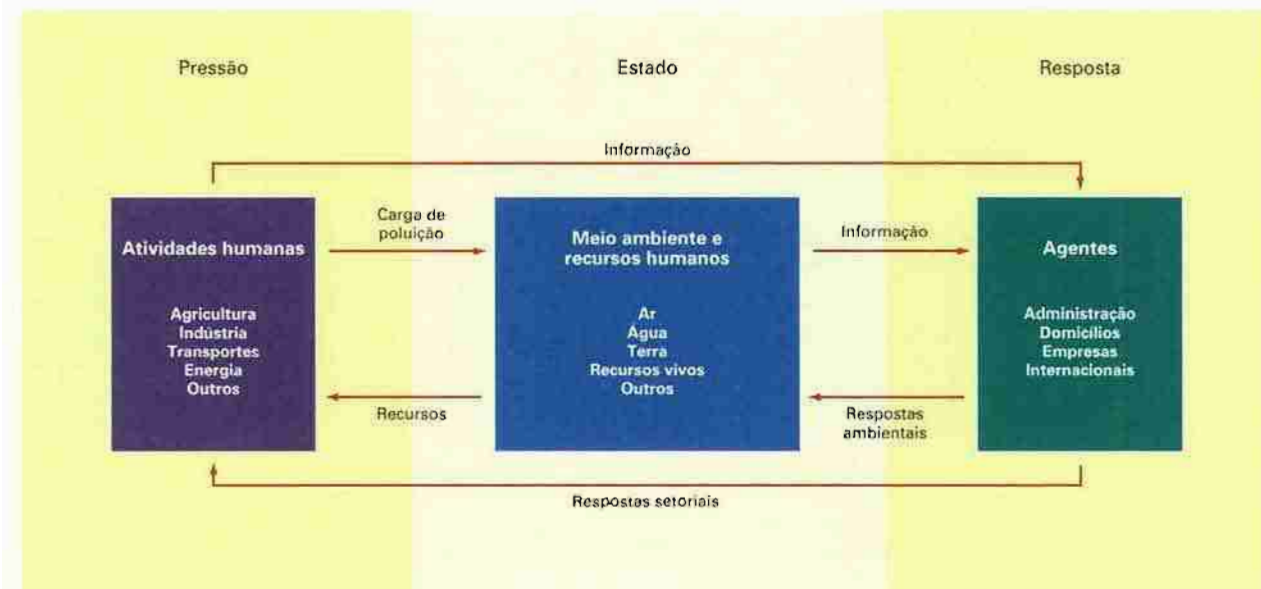 Pressão
Estado
Resposta
Informação
Atividades humanas
Agricultura
Indústria
Transportes
Energia
Outros
Carga de
poluição
Recursos
Meio ambiente e
recursos humanos
Ar
Água
Terra
Recursos vivos
Outros
Informação
Respostas
ambientais
Agentes
Administração
Domicílios
Empresas
Internacionais
Respostas setoriais